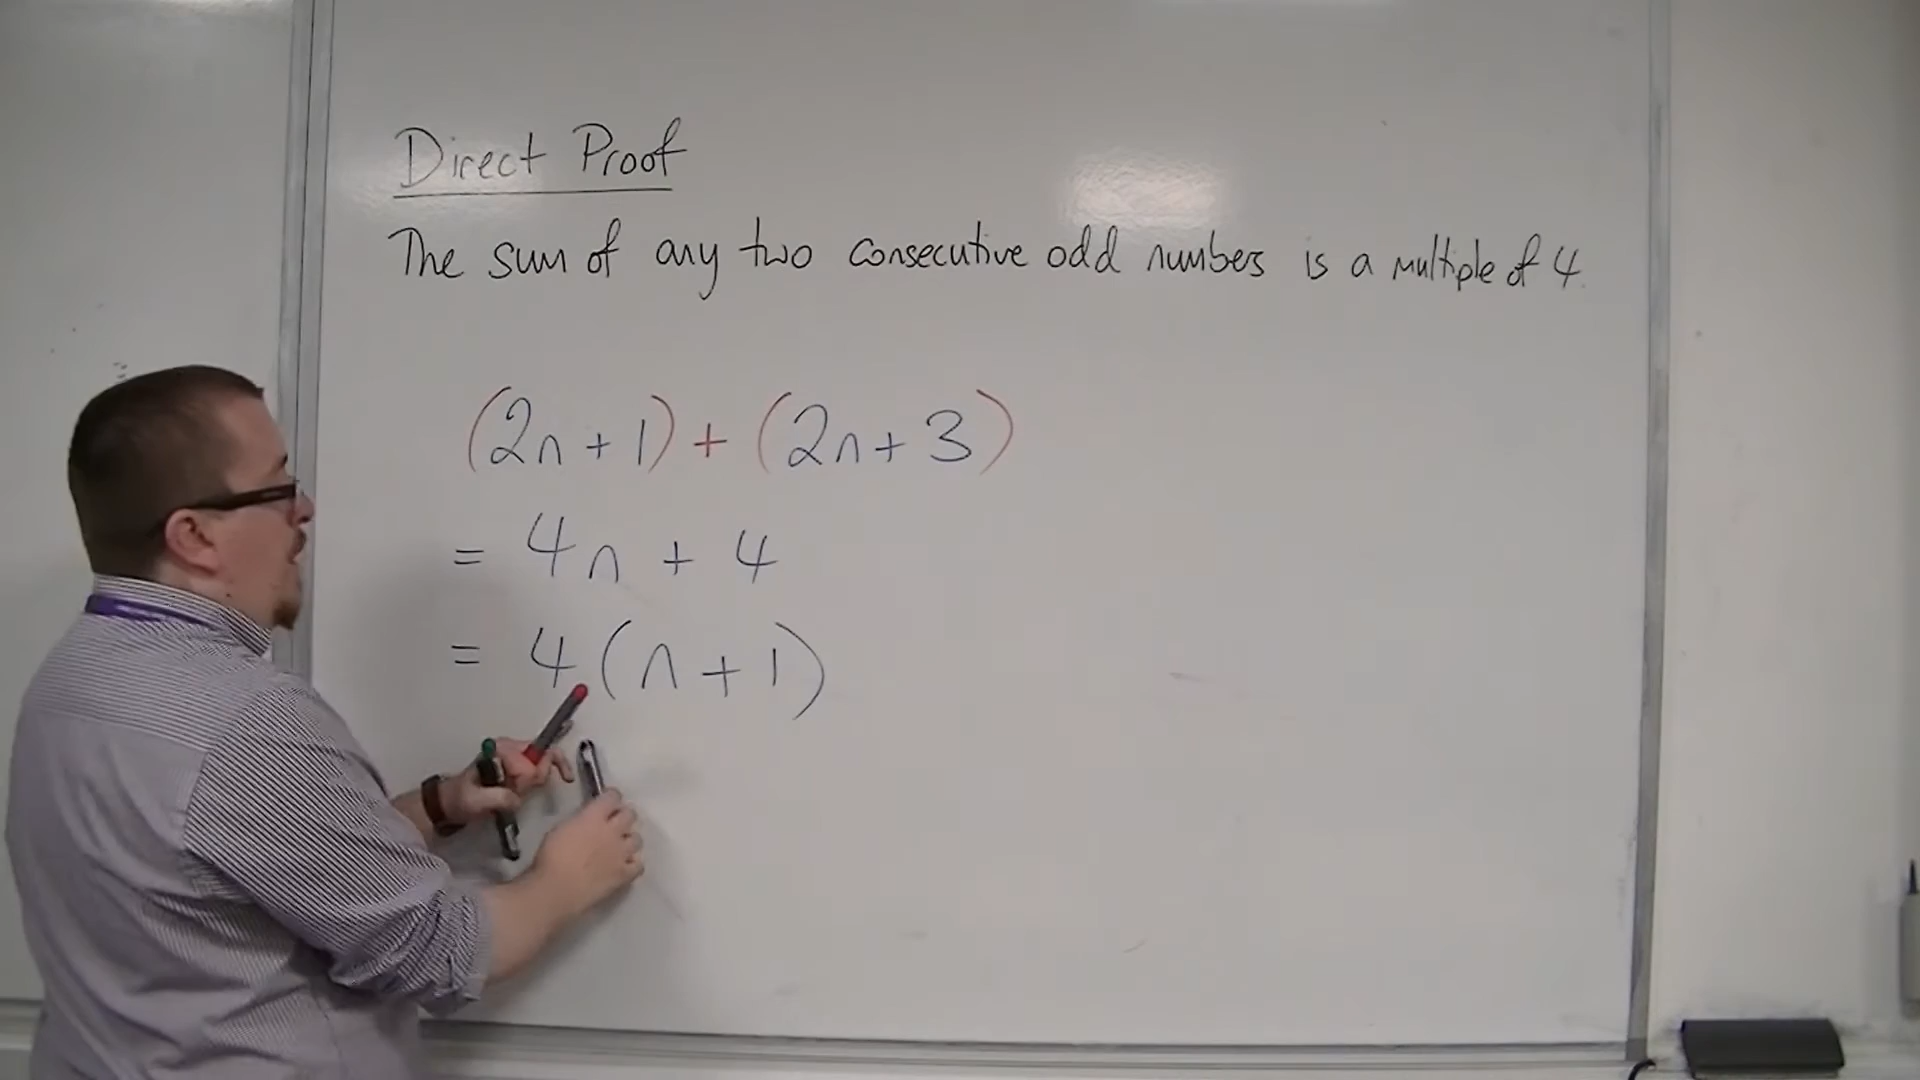 Direct Proof
The sum of any two consecutive odd numbers is a multiple of 4.
(2n+1)+(2n+3)
= 4n + 4
= 4(n+1)